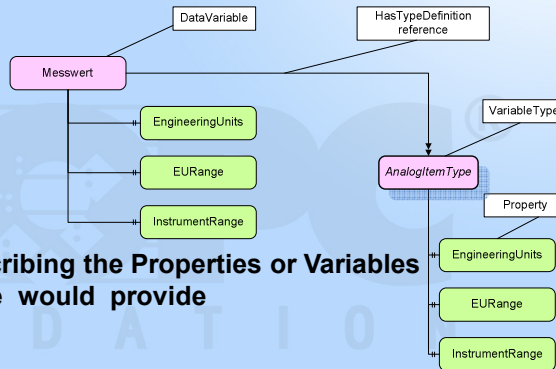 DataVariable
HasTypeDefinition
reference
Messwert
VariableType
EngineeringUnits
EURange
AnalogItemType
Property
InstrumentRange
cribing the Properties or Variables
e would provide
EngineeringUnits
EURange
InstrumentRange
D A T I O N